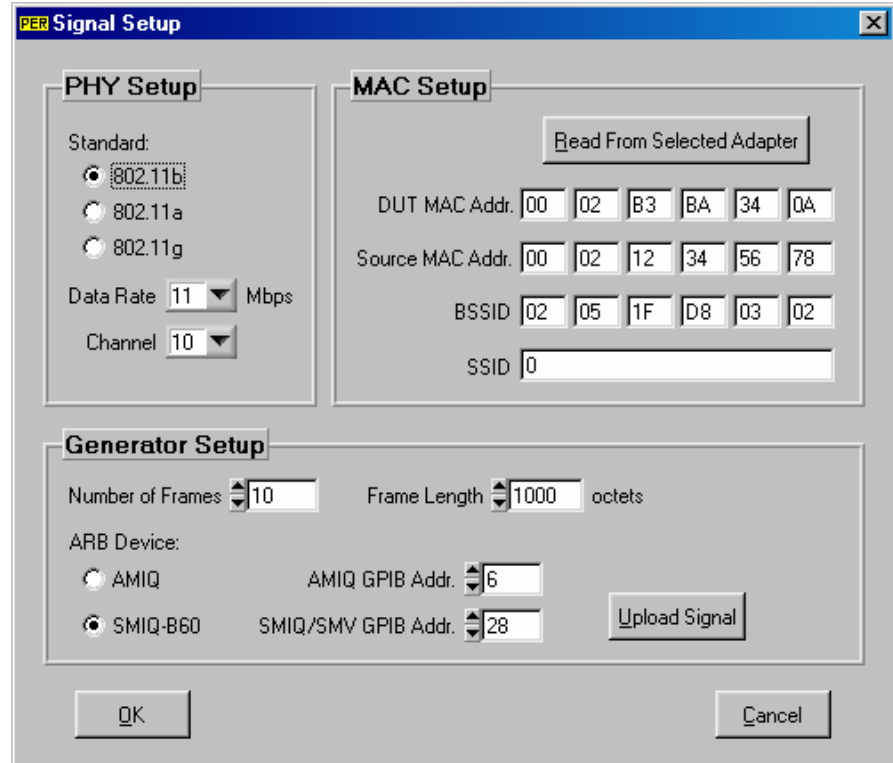 PER Signal Setup
PHY Setup
Standard:
802.11b
802.11a
802.11g
Data Rate 11 Mbps
Channel 10
MAC Setup
Read From Selected Adapter
DUT MAC Addr. 00 02 B3 BA 34 0A
Source MAC Addr. 00 02 12 34 56 78
BSSID 02 05 1F D8 03 02
SSID 0
Generator Setup
Number of Frames 10 Frame Length 1000 octets
ARB Device:
AMIQ AMIQ GPIB Addr. 6
SMIQ-B60 SMIQ/SMV GPIB Addr. 28 Upload Signal
OK Cancel